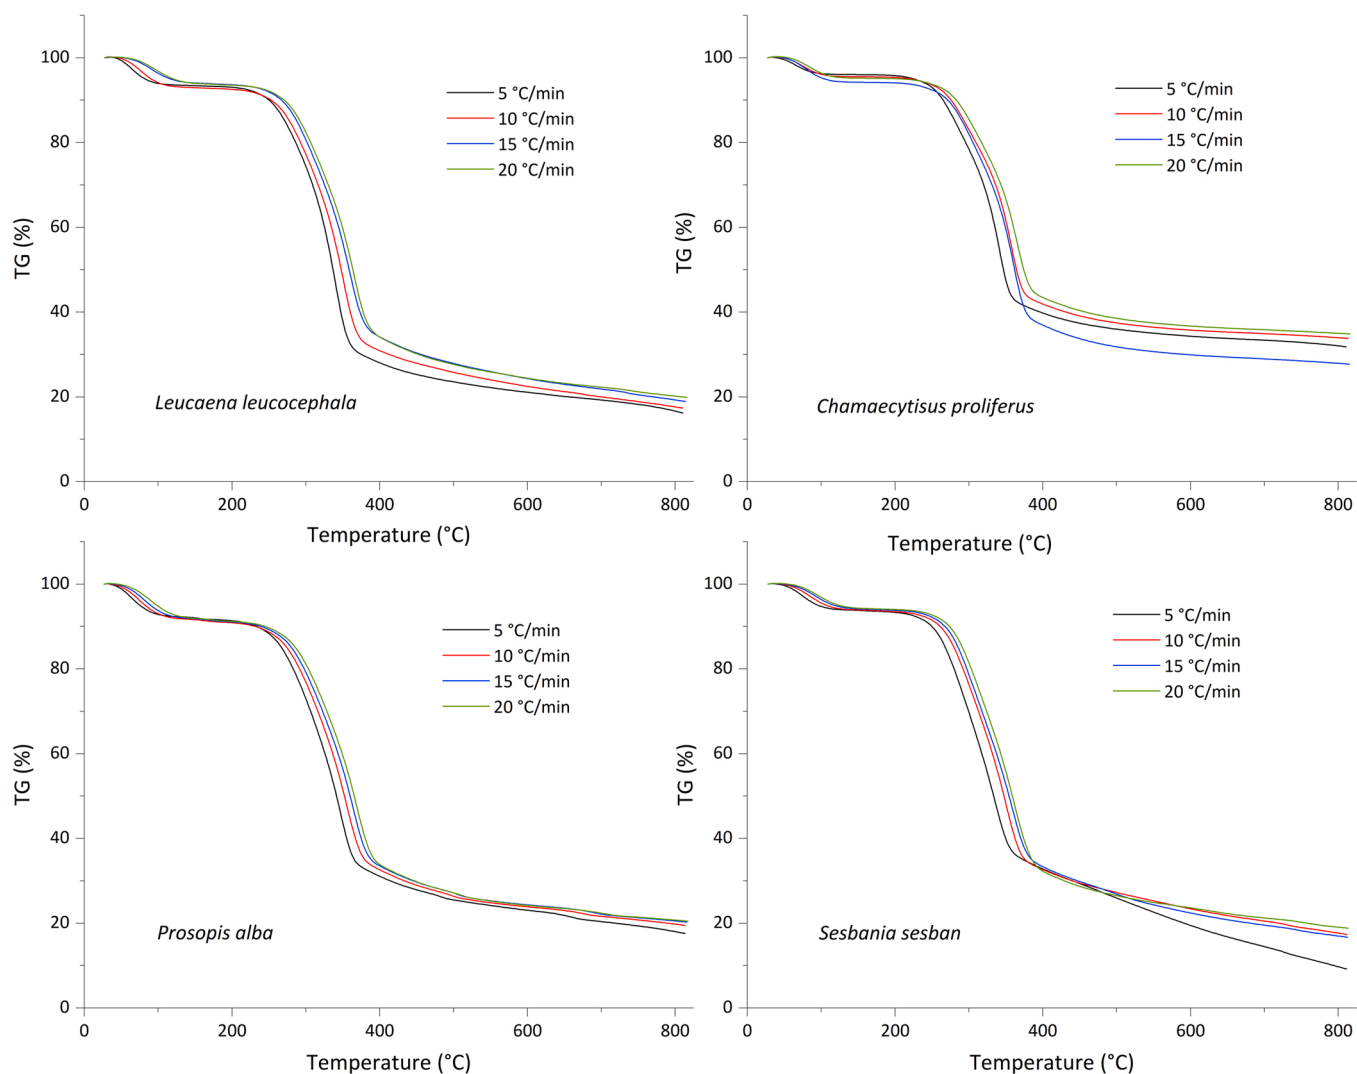 TG (%)
100
80
60
40
20
0
5 °C/min
10 °C/min
15 °C/min
20 °C/min
Leucaena leucocephala
0 200 400 600 800
Temperature (°C)
TG (%)
100
80
60
40
20
0
5 °C/min
10 °C/min
15 °C/min
20 °C/min
Chamaecytisus proliferus
0 200 400 600 800
Temperature (°C)
TG (%)
100
80
60
40
20
0
5 °C/min
10 °C/min
15 °C/min
20 °C/min
Prosopis alba
0 200 400 600 800
Temperature (°C)
TG (%)
100
80
60
40
20
0
5 °C/min
10 °C/min
15 °C/min
20 °C/min
Sesbania sesban
0 200 400 600 800
Temperature (°C)